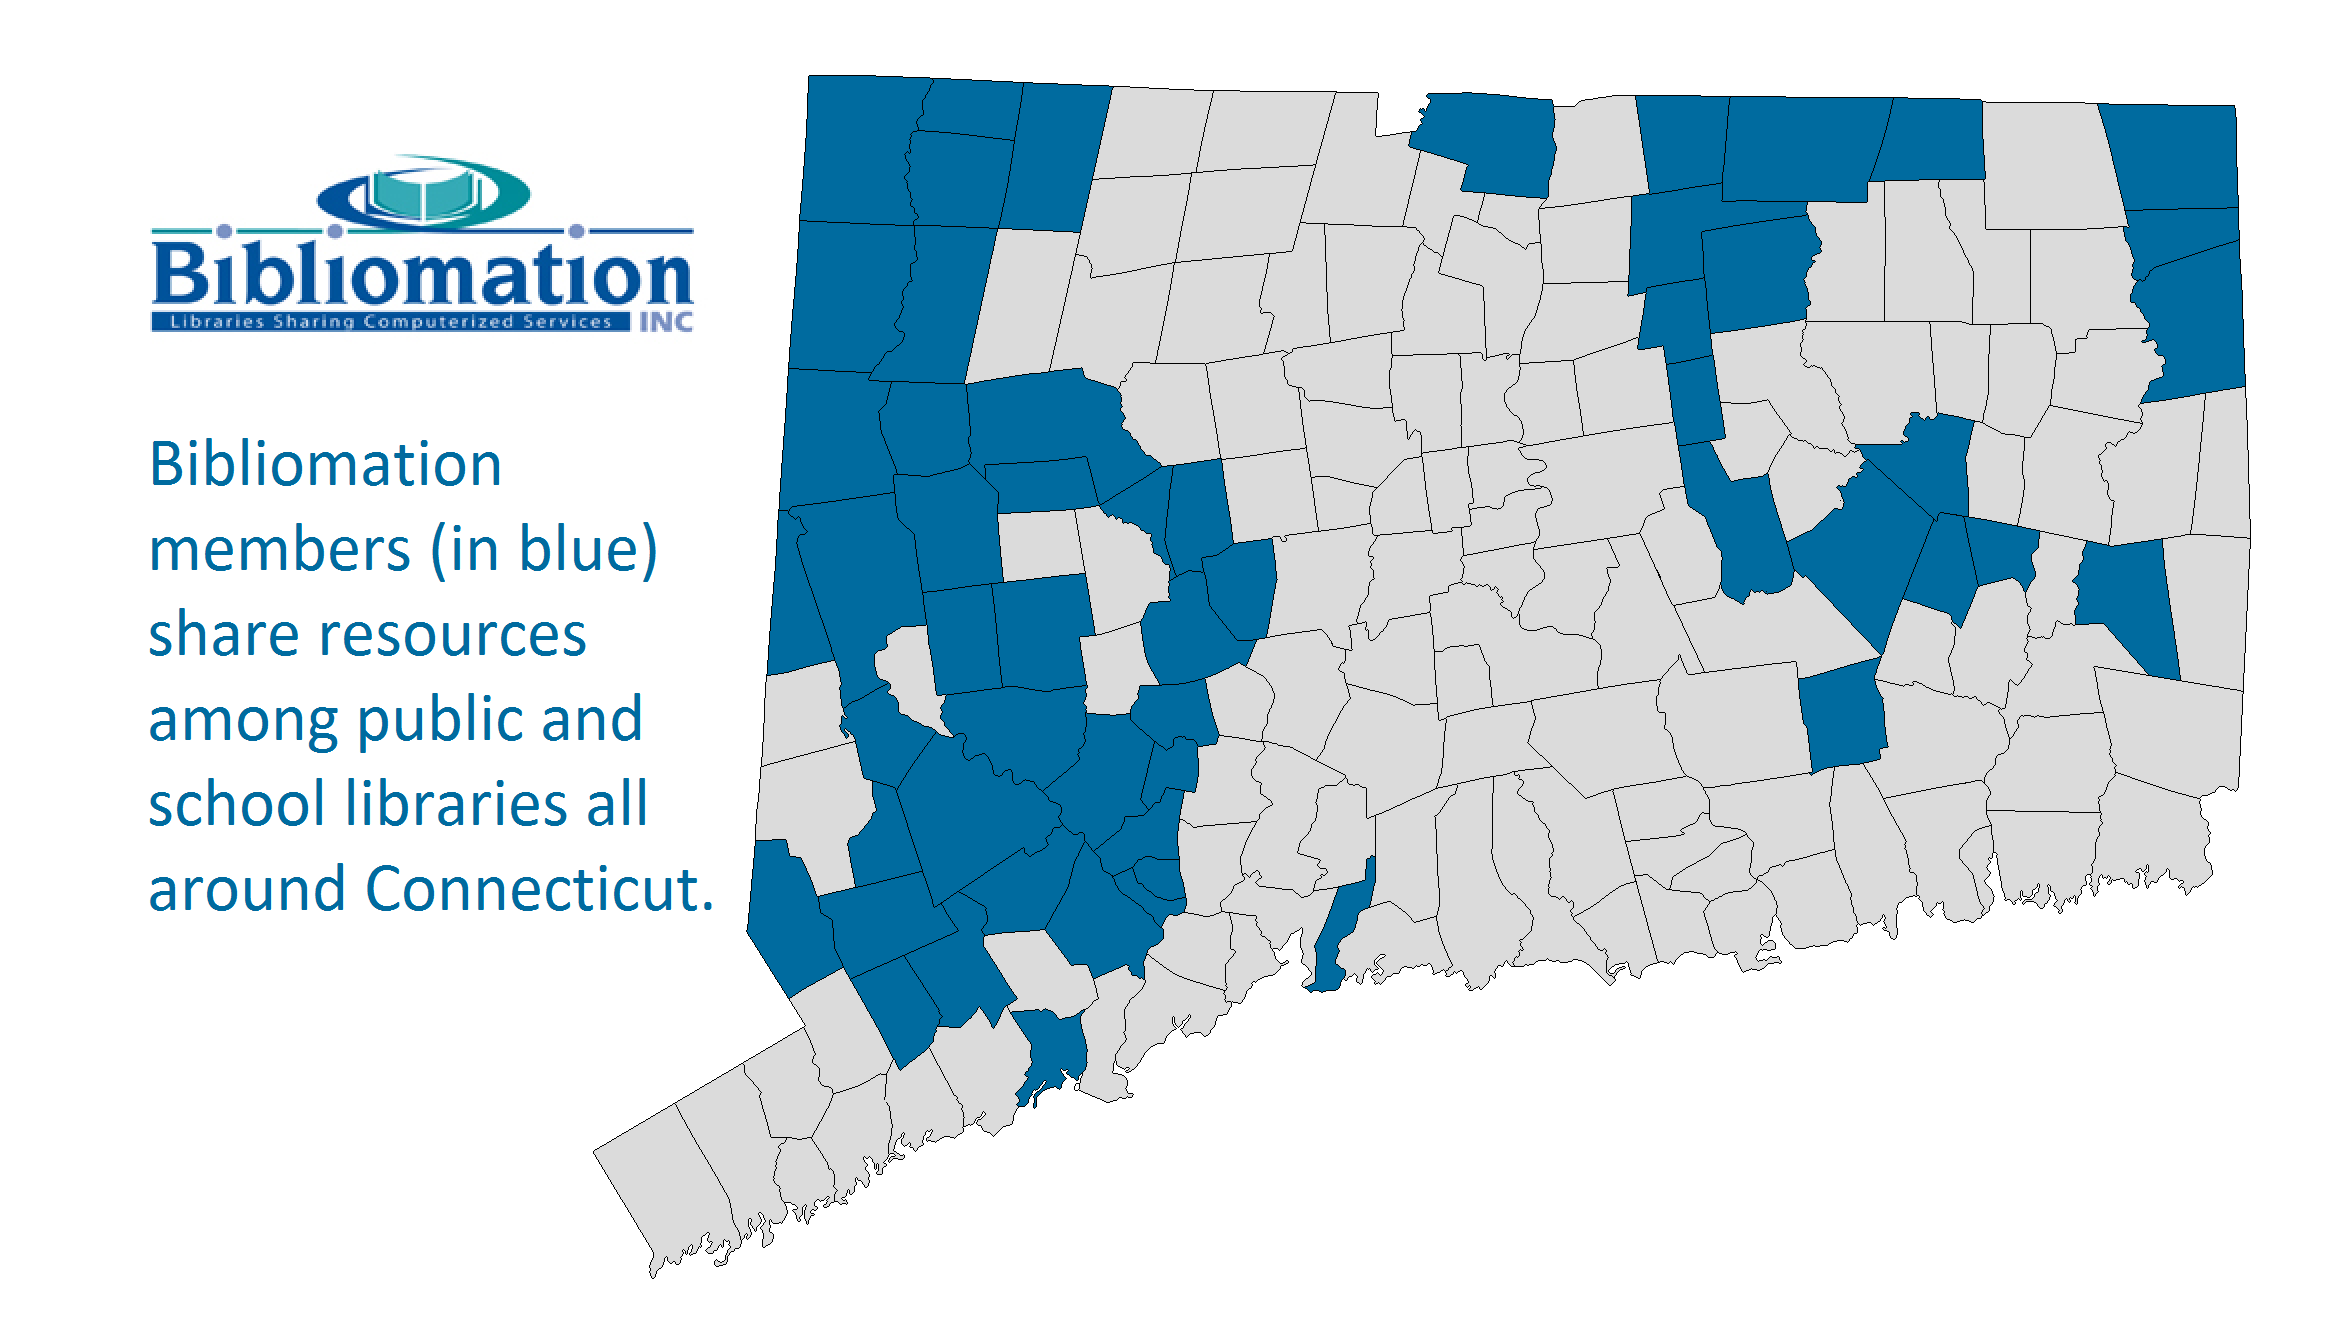 Bibliomation
Libraries Sharing Computerized Services INC
Bibliomation
members (in blue)
share resources
among public and
school libraries all
around Connecticut.